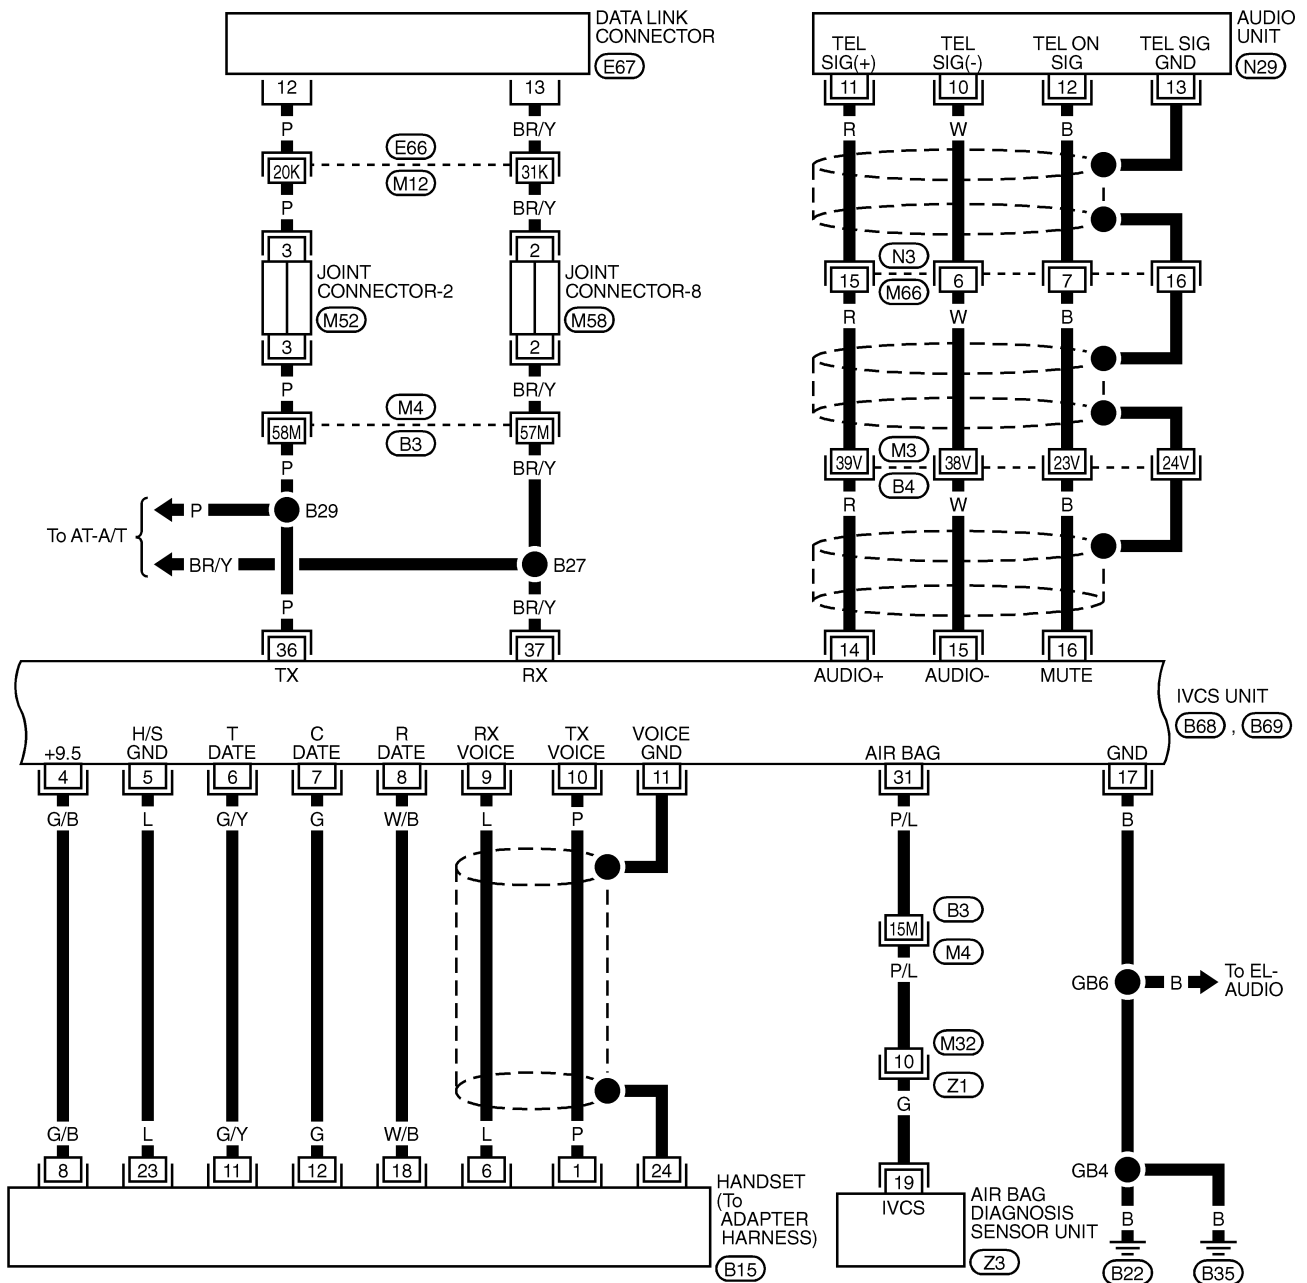 DATA LINK
CONNECTOR
E67
AUDIO
UNIT
N29
TEL
SIG(+)
TEL
SIG(-)
TEL ON
SIG
TEL SIG
GND
12 13 11 10 12 13
P BR/Y R W B
E66
20K 31K
M12
P BR/Y
3 2
N3
JOINT
CONNECTOR-2
M52
JOINT
CONNECTOR-8
M58
15 6 7 16
M66
R W B
3 2
P BR/Y
M4
58M 57M
B3
M3
39V 38V 23V 24V
B4
P BR/Y
R W B
P B29
To AT-A/T
BR/Y B27
P BR/Y
36 37 14 15 16
TX RX AUDIO+ AUDIO- MUTE
IVCS UNIT
B68 , B69
+9.5
H/S
GND
T
DATE
C
DATE
R
DATE
RX
VOICE
TX
VOICE
VOICE
GND
AIR BAG
GND
4 5 6 7 8 9 10 11 31 17
G/B L G/Y G W/B L P P/L B
B3
15M
M4
P/L
GB6 B To EL-
AUDIO
M32
10
Z1
G
G/B L G/Y G W/B L P
8 23 11 12 18 6 1 24 19
GB4
HANDSET
(To
ADAPTER
HARNESS)
B15
IVCS
AIR BAG
DIAGNOSIS
SENSOR UNIT
Z3
B B
B22 B35